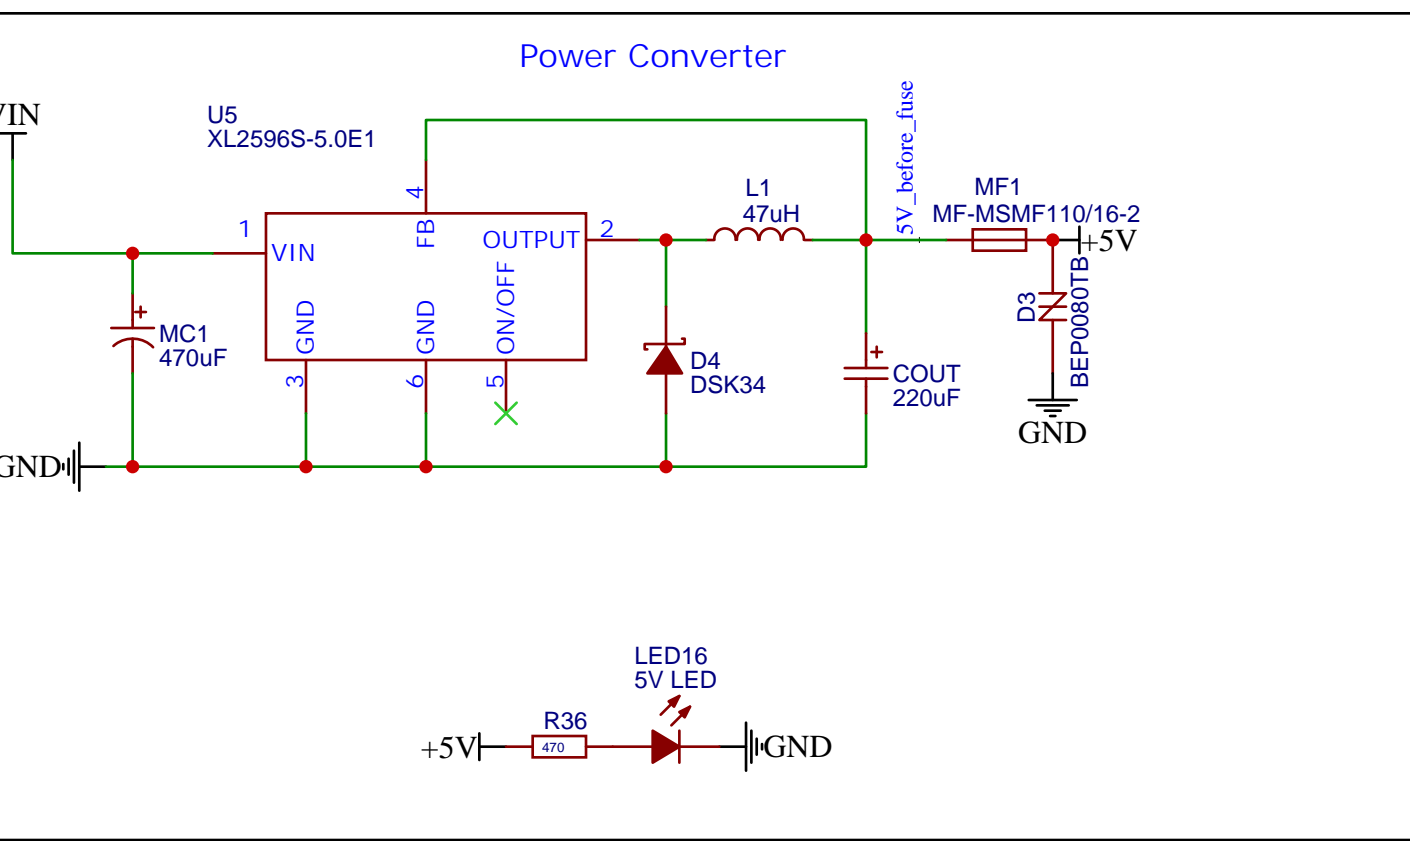 Power Converter
VIN
U5
XL2596S-5.0E1
1
VIN
4
FB
OUTPUT
2
GND
3
GND
6
ON/OFF
5
MC1
470uF
+
GND
L1
47uH
D4
DSK34
+
COUT
220uF
5V_before_fuse
MF1
MF-MSMF110/16-2
+5V
D3
BEP0080TB
GND
LED16
5V LED
R36
470
+5V
GND